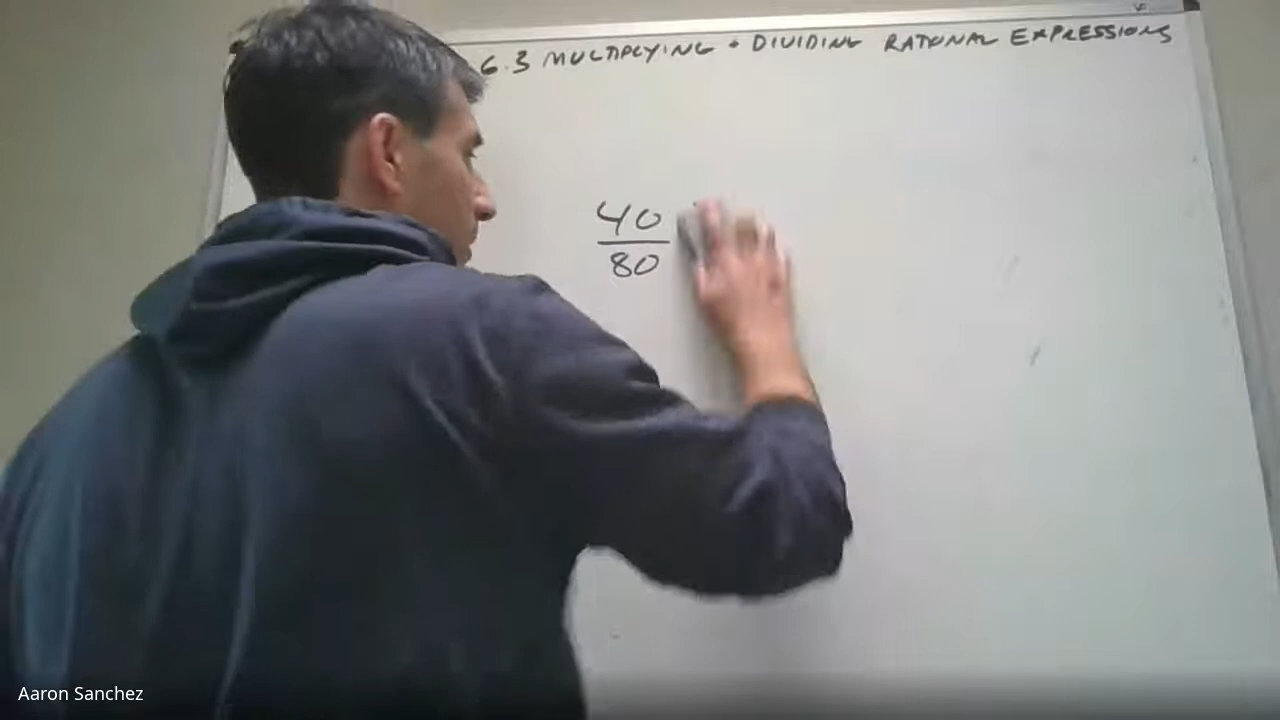 6.3 MULTIPLYING + DIVIDING RATIONAL EXPRESSIONS
40
80
Aaron Sanchez